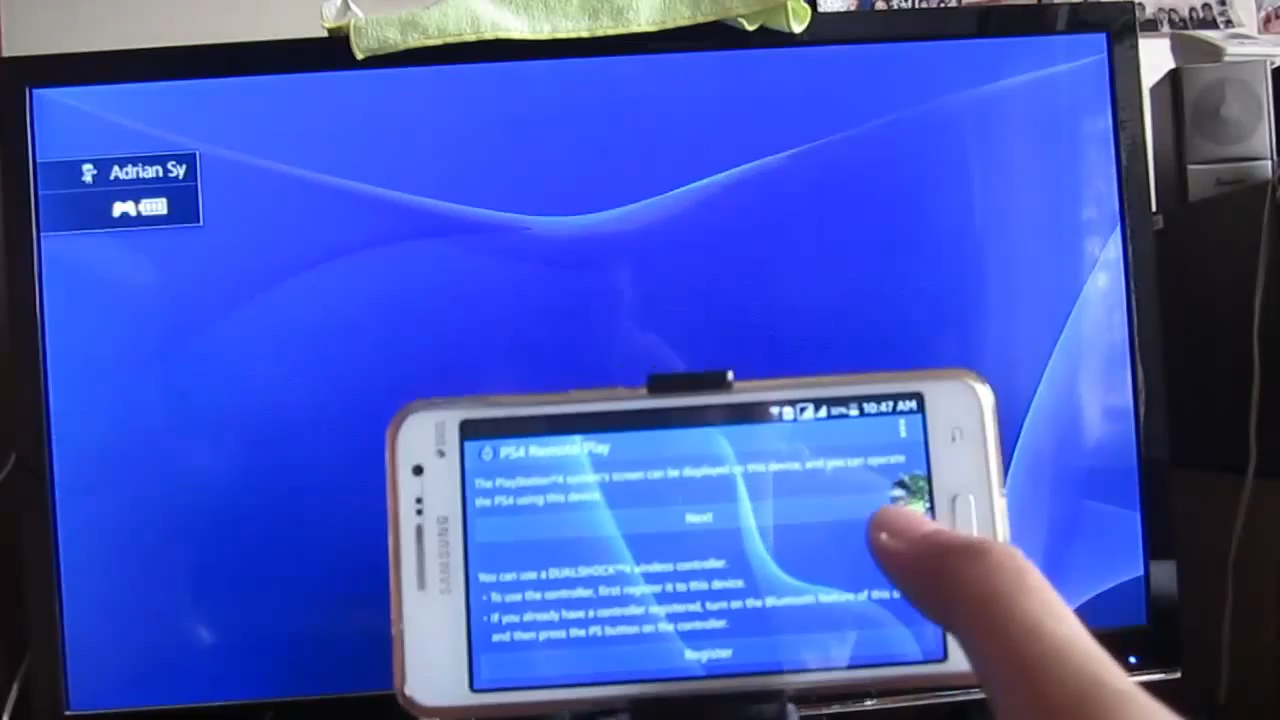 Adrian Sy
10:47 AM
PS4 Remote Play
The PlayStation®4 system's screen can be displayed on this device, and you can operate
the PS4 using this device.
Next
You can use a DUALSHOCK™4 wireless controller.
• To use the controller, first register it to this device.
• If you already have a controller registered, turn on the Bluetooth feature of this
and then press the PS button on the controller.
Register
SAMSUNG